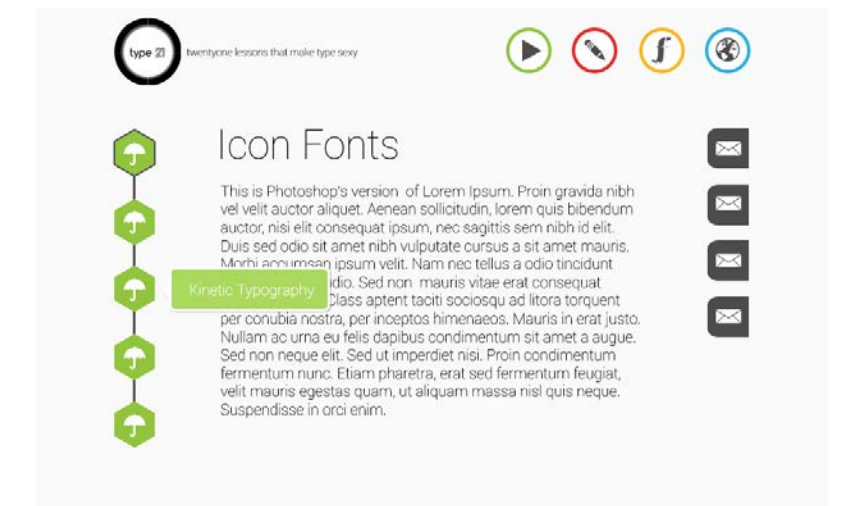 type 21
twentyone lessons that make type sexy
Icon Fonts
This is Photoshop's version of Lorem Ipsum. Proin gravida nibh
vel velit auctor aliquet. Aenean sollicitudin, lorem quis bibendum
auctor, nisi elit consequat ipsum, nec sagittis sem nibh id elit.
Duis sed odio sit amet nibh vulputate cursus a sit amet mauris.
Morbi accumsan ipsum velit. Nam nec tellus a odio tincidunt
Kinetic Typography
dio. Sed non mauris vitae erat consequat
Class aptent taciti sociosqu ad litora torquent
per conubia nostra, per inceptos himenaeos. Mauris in erat justo.
Nullam ac urna eu felis dapibus condimentum sit amet a augue.
Sed non neque elit. Sed ut imperdiet nisi. Proin condimentum
fermentum nunc. Etiam pharetra, erat sed fermentum feugiat,
velit mauris egestas quam, ut aliquam massa nisl quis neque.
Suspendisse in orci enim.